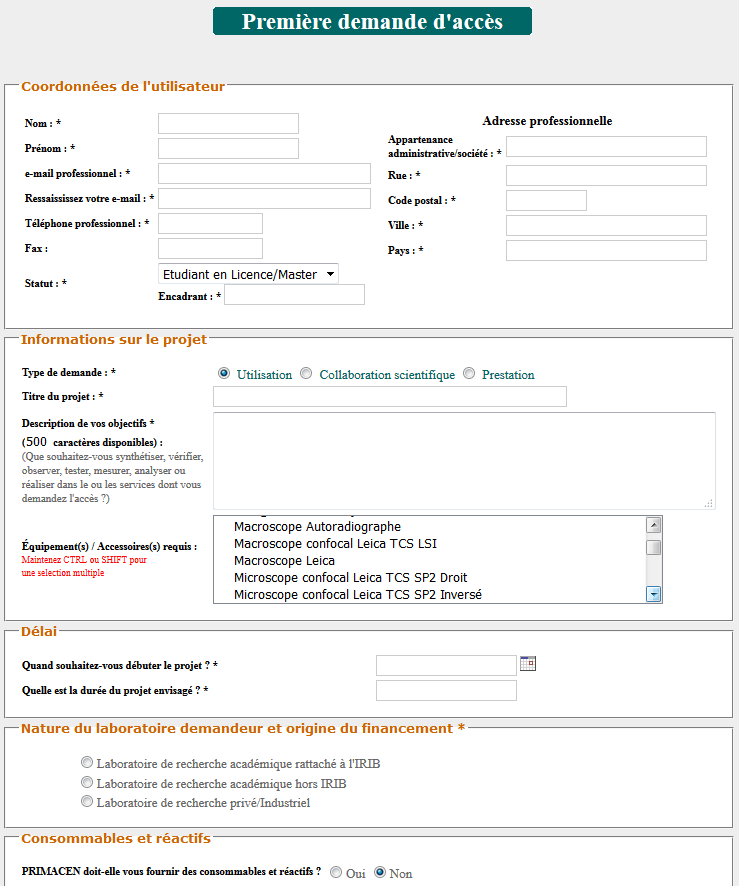 Première demande d'accès
Coordonnées de l'utilisateur
Nom : *
Prénom : *
e-mail professionnel : *
Ressaississez votre e-mail : *
Téléphone professionnel : *
Fax :
Statut : *
Etudiant en Licence/Master
Encadrant : *
Adresse professionnelle
Appartenance
administrative/société : *
Rue : *
Code postal : *
Ville : *
Pays : *
Informations sur le projet
Type de demande : *
Utilisation
Collaboration scientifique
Prestation
Titre du projet : *
Description de vos objectifs *
(500 caractères disponibles) :
(Que souhaitez-vous synthétiser, vérifier,
observer, tester, mesurer, analyser ou
réaliser dans le ou les services dont vous
demandez l'accès ?)
Équipement(s) / Accessoires(s) requis :
Maintenez CTRL ou SHIFT pour
une selection multiple
Macroscope Autoradiographe
Macroscope confocal Leica TCS LSI
Macroscope Leica
Microscope confocal Leica TCS SP2 Droit
Microscope confocal Leica TCS SP2 Inversé
Délai
Quand souhaitez-vous débuter le projet ? *
Quelle est la durée du projet envisagé ? *
Nature du laboratoire demandeur et origine du financement *
Laboratoire de recherche académique rattaché à l'IRIB
Laboratoire de recherche académique hors IRIB
Laboratoire de recherche privé/Industriel
Consommables et réactifs
PRIMACEN doit-elle vous fournir des consommables et réactifs ?
Oui
Non